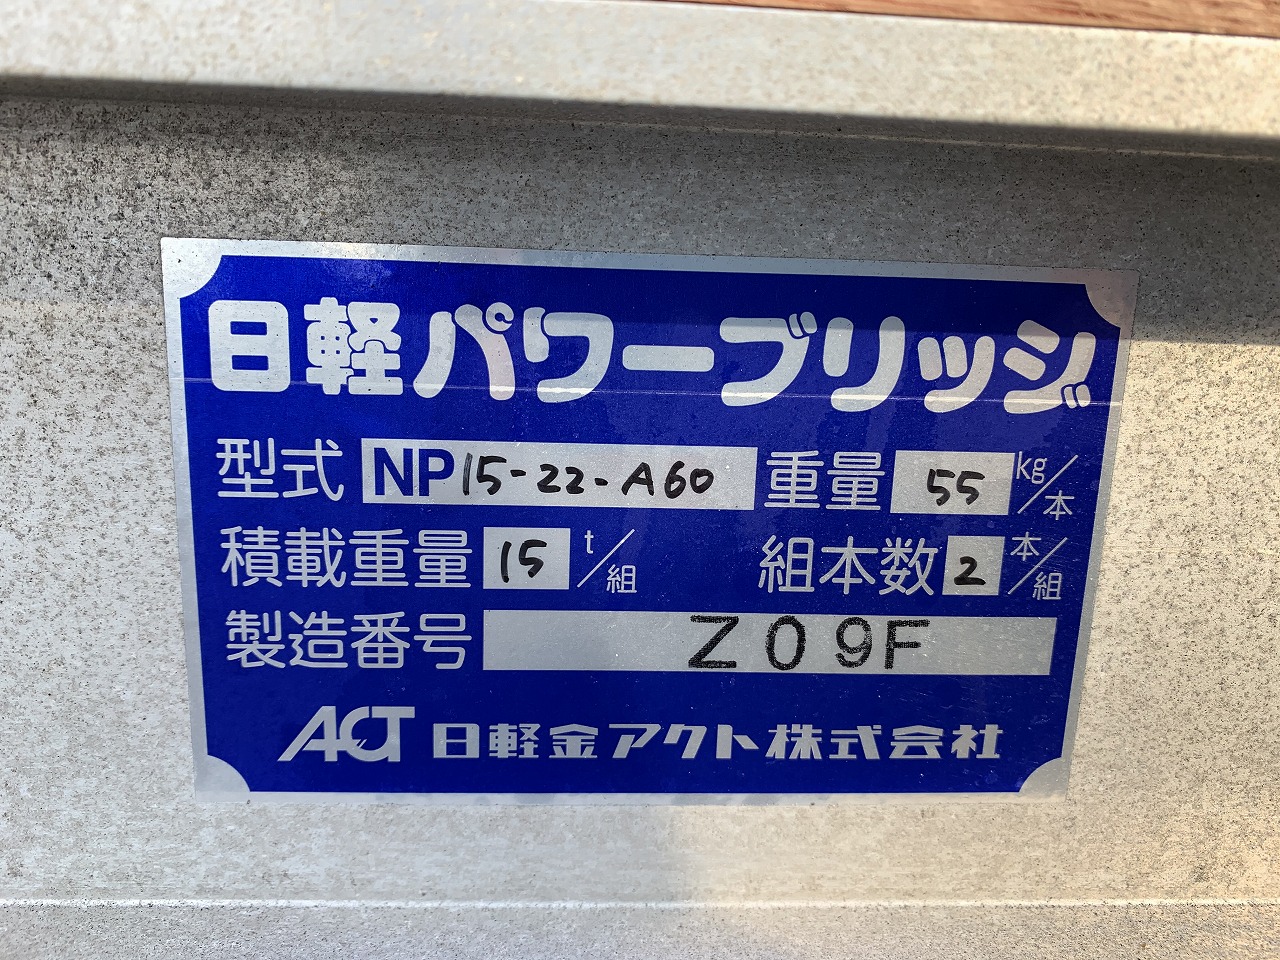 日軽パワーブリッジ
型式 NP15-22-A60 重量 55 kg/本
積載重量 15 t/組 組本数 2 本/組
製造番号 Z09F
ACT 日軽金アクト株式会社